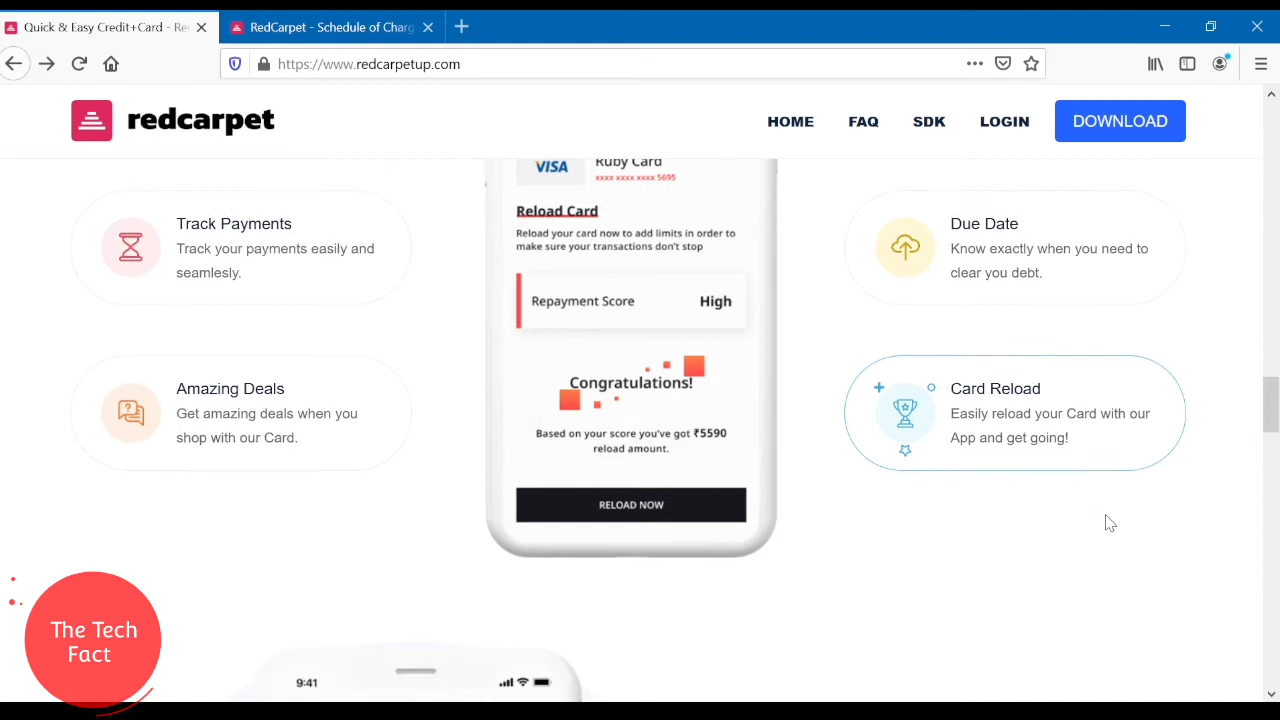 Quick & Easy Credit+Card - Re
RedCarpet - Schedule of Charg
https://www.redcarpetup.com
redcarpet
HOME
FAQ
SDK
LOGIN
DOWNLOAD
VISA
Ruby Card
xxxx xxxx xxxx 5695
Reload Card
Reload your card now to add limits in order to
make sure your transactions don't stop
Repayment Score
High
Congratulations!
Based on your score you've got ₹5590
reload amount.
RELOAD NOW
Track Payments
Track your payments easily and
seamlesly.
Amazing Deals
Get amazing deals when you
shop with our Card.
Due Date
Know exactly when you need to
clear you debt.
Card Reload
Easily reload your Card with our
App and get going!
The Tech
Fact
9:41